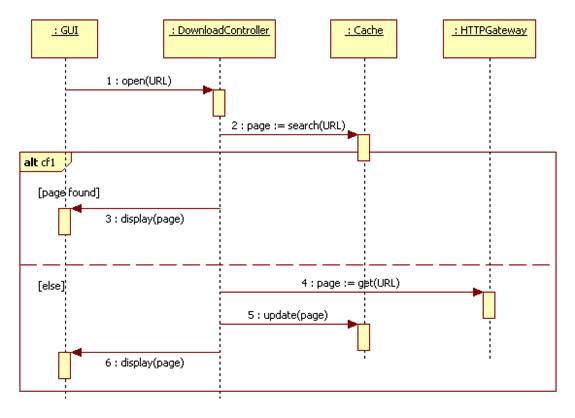 : GUI
: DownloadController
: Cache
: HTTPGateway
1 : open(URL)
2 : page := search(URL)
alt cf1
[page found]
3 : display(page)
[else]
4 : page := get(URL)
5 : update(page)
6 : display(page)